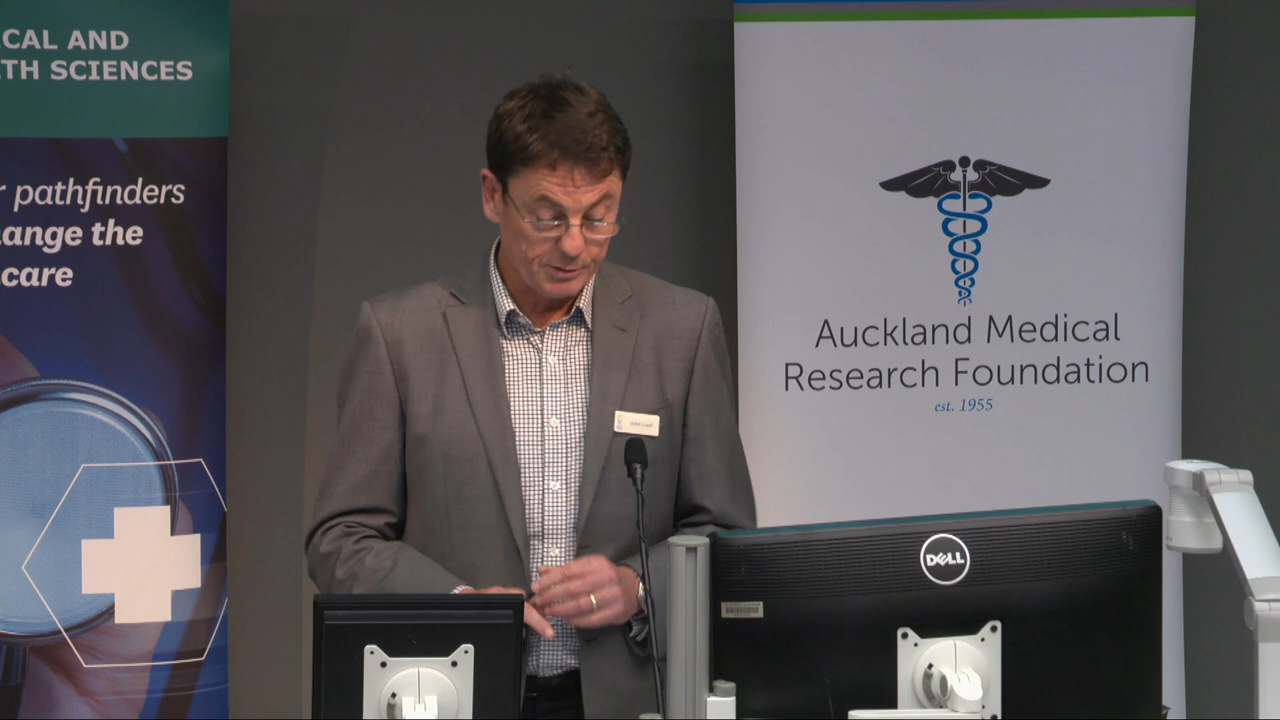 CAL AND
TH SCIENCES
r pathfinders
ange the
care
Auckland Medical
Research Foundation
est. 1955
DELL